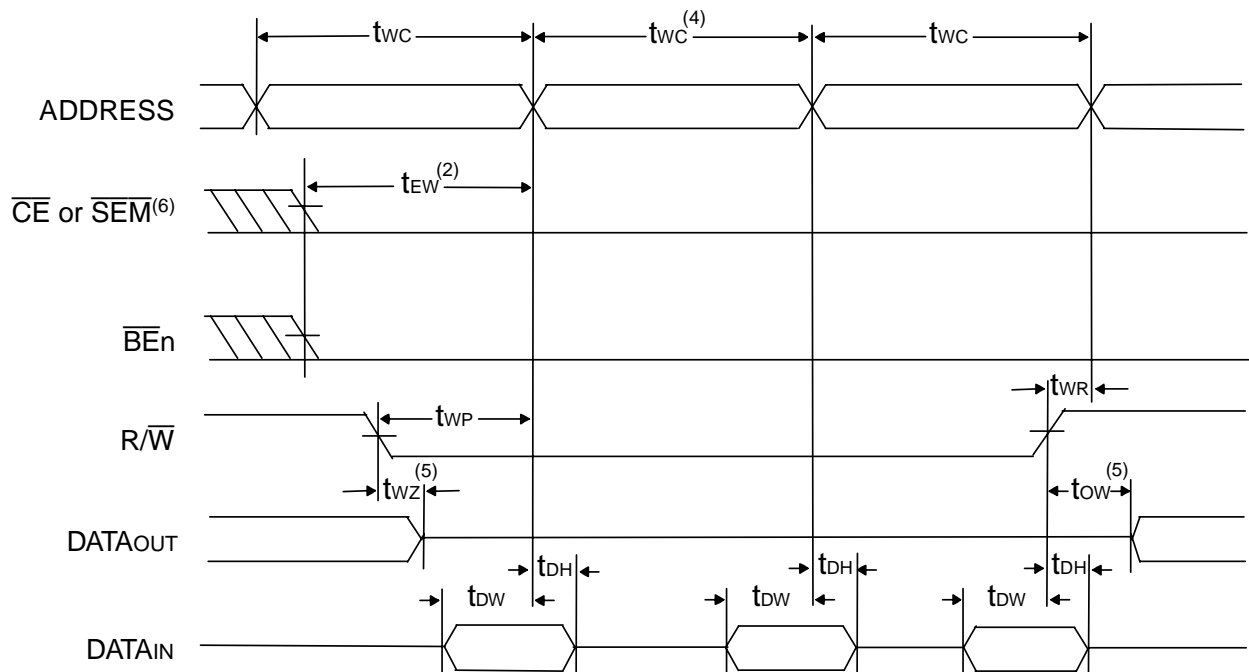 tWC tWC(4) tWC
ADDRESS
tEW(2)
CE or SEM(6)
BEn
tWR
tWP
R/W
tWZ(5) tOW(5)
DATAOUT
tDH tDH tDH
tDW tDW tDW
DATAIN